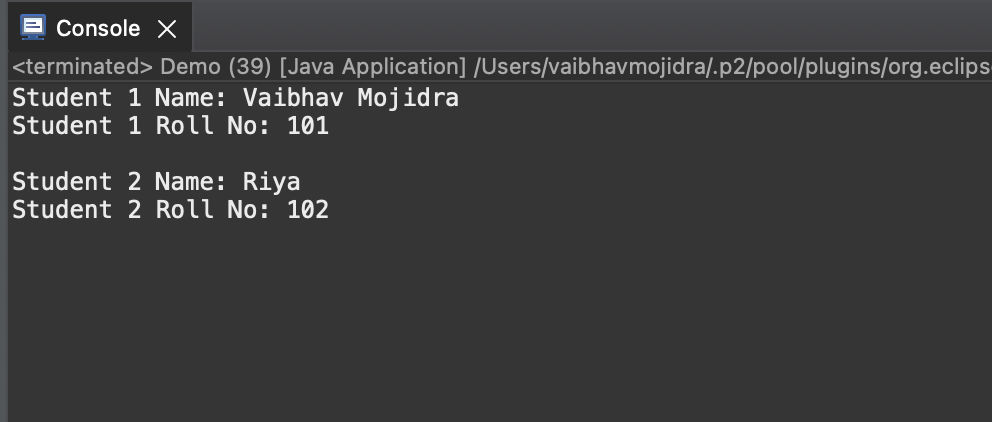 Console
<terminated> Demo (39) [Java Application] /Users/vaibhavmojidra/.p2/pool/plugins/org.eclips
Student 1 Name: Vaibhav Mojidra
Student 1 Roll No: 101
Student 2 Name: Riya
Student 2 Roll No: 102